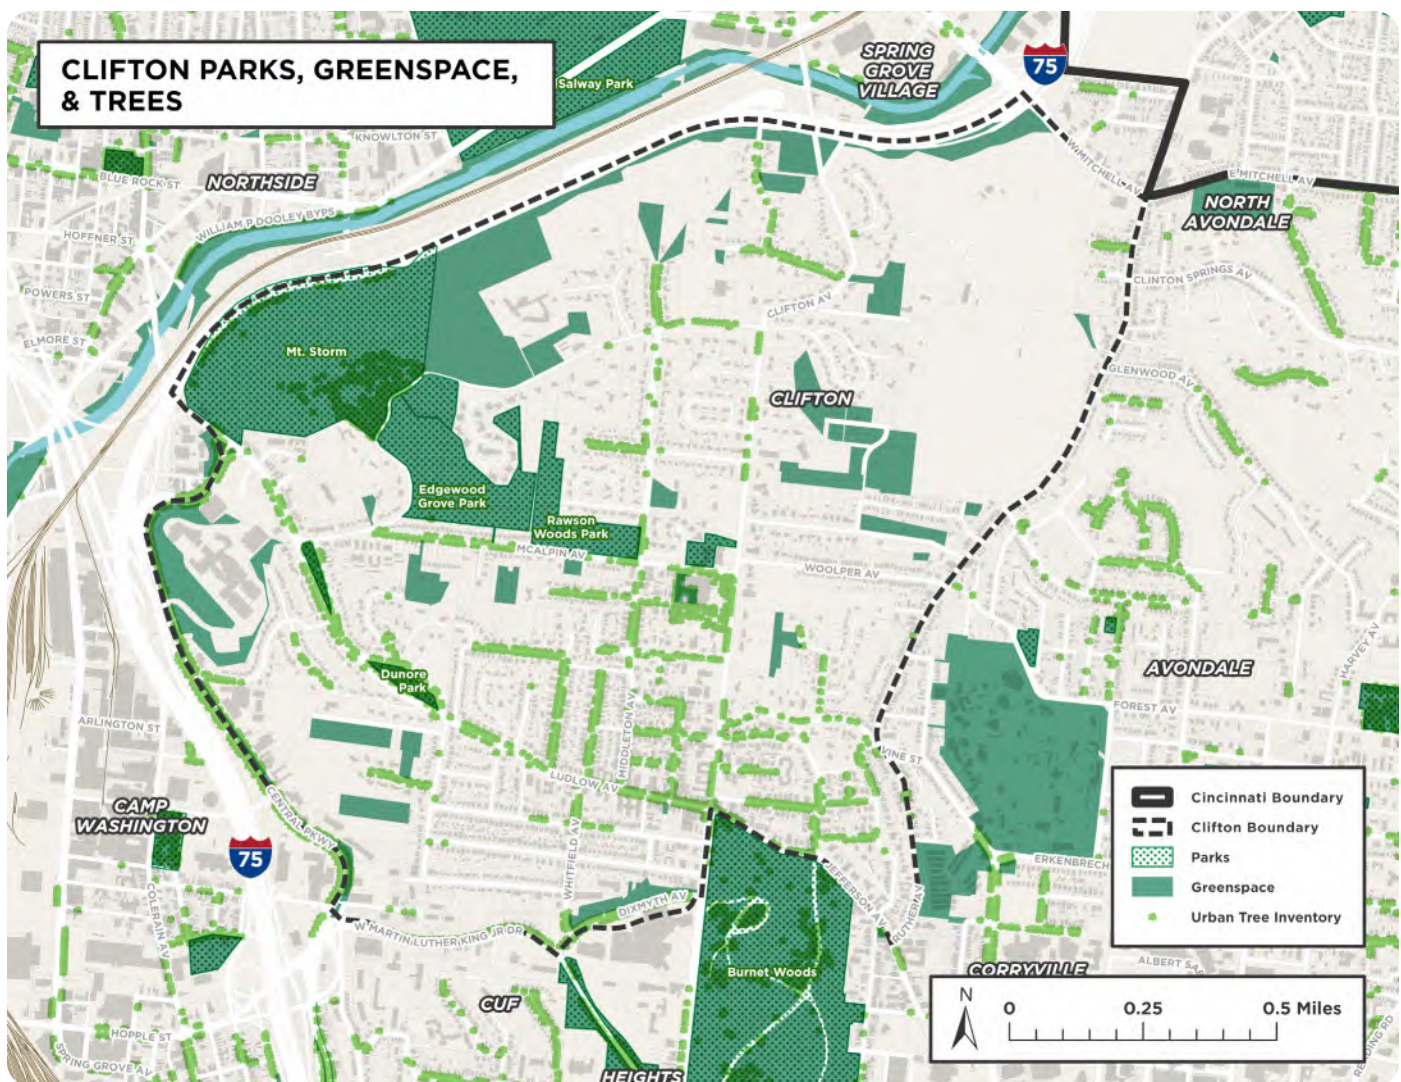 CLIFTON PARKS, GREENSPACE,
& TREES
Salway Park
SPRING
GROVE
VILLAGE
75
KNOWLTON ST
BLUE ROCK ST
NORTHSIDE
W MITCHELL AV
E MITCHELL AV
NORTH
AVONDALE
WILLIAM P DOOLEY BYPS
HOFFNER ST
POWERS ST
ELMORE ST
CLINTON SPRINGS AV
CLIFTON AV
Mt. Storm
GLENWOOD AV
CLIFTON
Edgewood
Grove Park
Rawson
Woods Park
MCALPIN AV
WOOLPER AV
HARVEY AV
AVONDALE
Dunore
Park
FOREST AV
ARLINGTON ST
MIDDLETON AV
VINE ST
LUDLOW AV
CAMP
WASHINGTON
CENTRAL PKWY
75
WHITFIELD AV
JEFFERSON AV
ERKENBRECH
COLERAIN AV
DIXMYTH AV
RUTHER AV
W MARTIN LUTHER KING JR DR
Burnet Woods
CORRYVILLE
ALBERT SAB
CUF
HOPPLE ST
SPRING GROVE AV
HEIGHTS
READING RD
Cincinnati Boundary
Clifton Boundary
Parks
Greenspace
Urban Tree Inventory
N
0 0.25 0.5 Miles